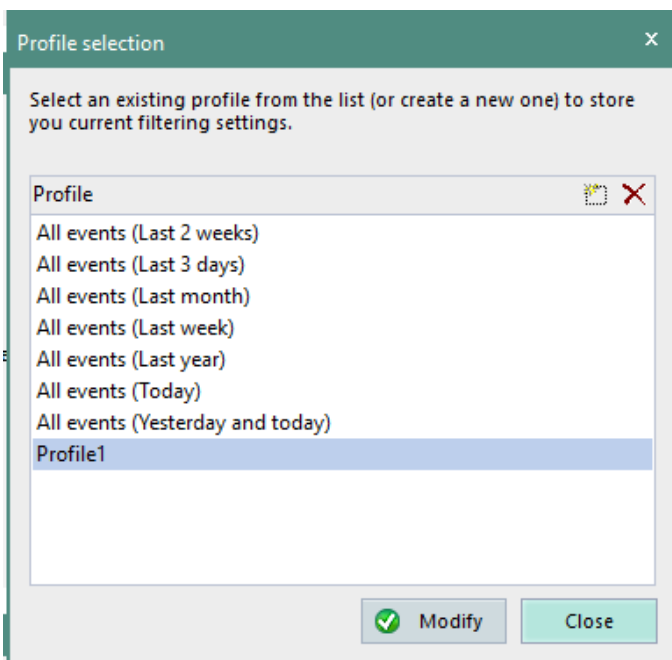 Profile selection
x
Select an existing profile from the list (or create a new one) to store
you current filtering settings.
Profile
All events (Last 2 weeks)
All events (Last 3 days)
All events (Last month)
All events (Last week)
All events (Last year)
All events (Today)
All events (Yesterday and today)
Profile1
Modify
Close